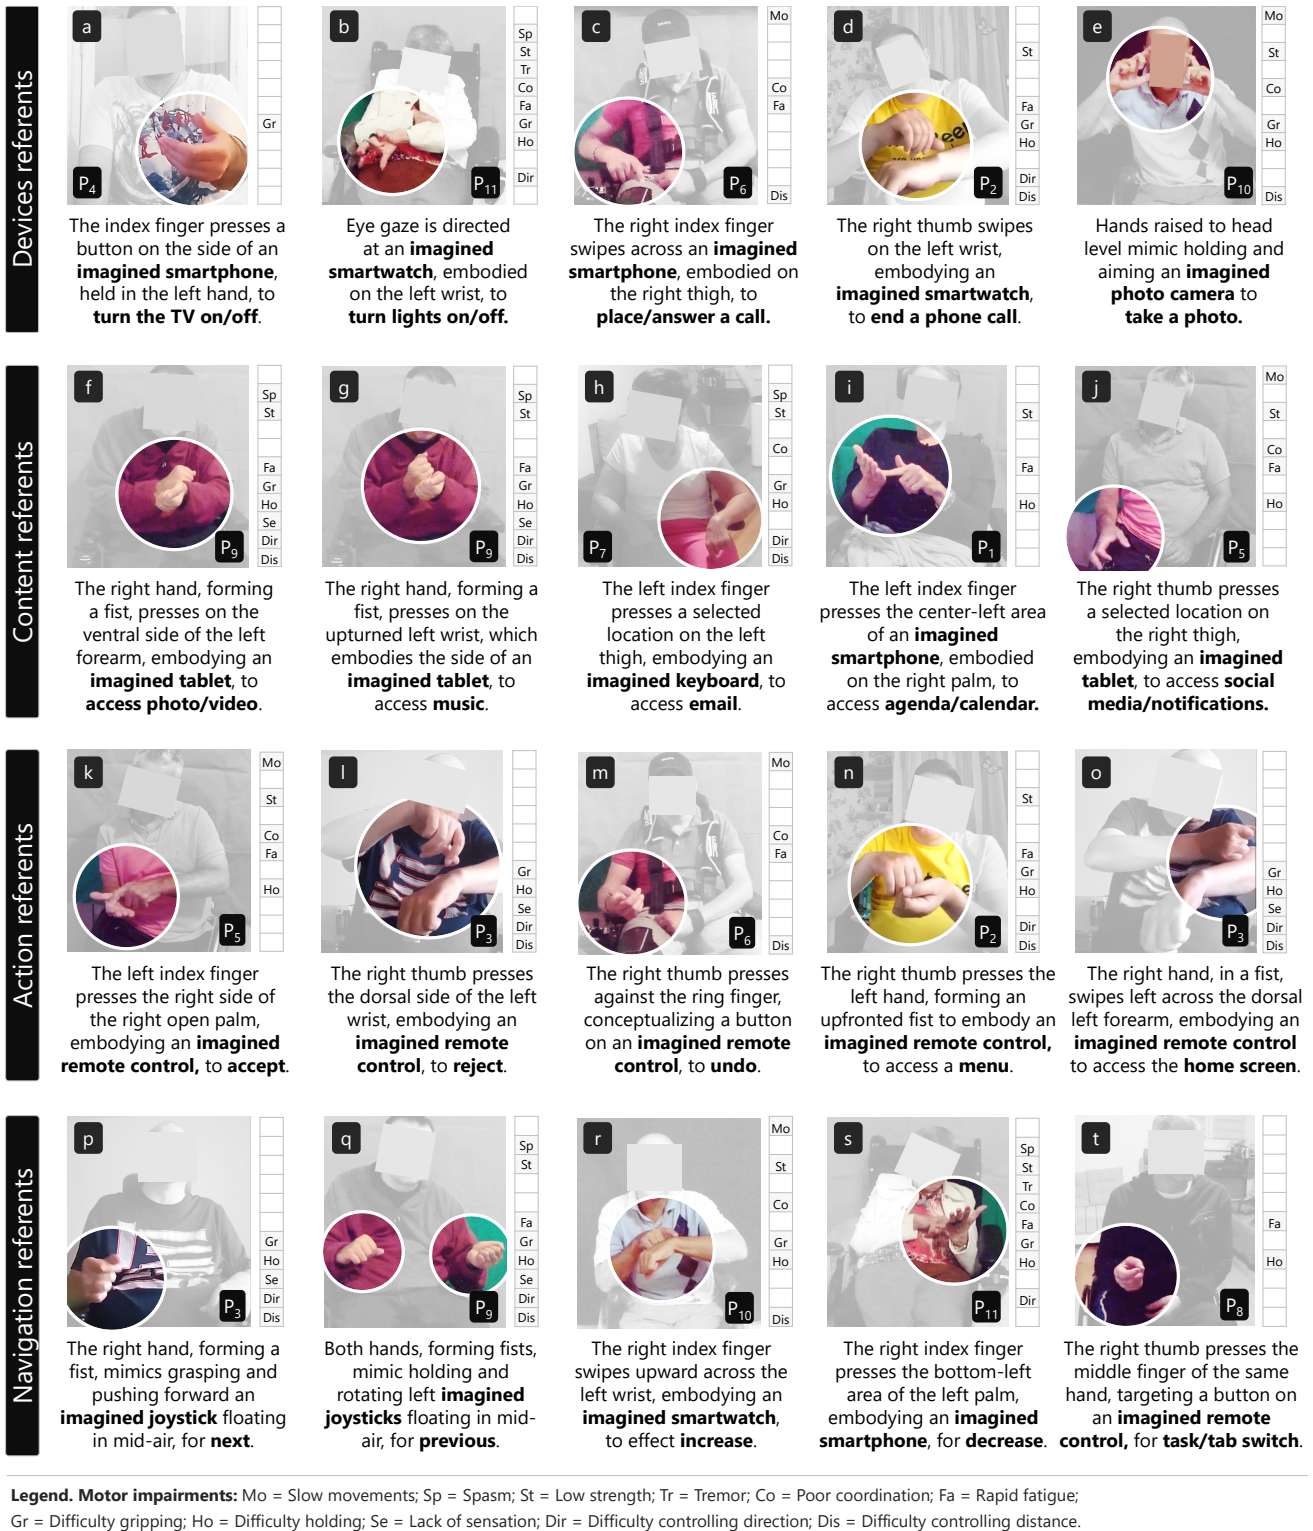 Devices referents
a
Gr
P4
The index finger presses a
button on the side of an
imagined smartphone,
held in the left hand, to
turn the TV on/off.
b
Sp
St
Tr
Co
Fa
Gr
Ho
Dir
P11
Eye gaze is directed
at an imagined
smartwatch, embodied
on the left wrist, to
turn lights on/off.
c
Mo
Co
Fa
Dis
P6
The right index finger
swipes across an imagined
smartphone, embodied on
the right thigh, to
place/answer a call.
d
St
Fa
Gr
Ho
Dir
Dis
P2
The right thumb swipes
on the left wrist,
embodying an
imagined smartwatch,
to end a phone call.
e
Mo
St
Co
Gr
Ho
Dis
P10
Hands raised to head
level mimic holding and
aiming an imagined
photo camera to
take a photo.
Content referents
f
Sp
St
Fa
Gr
Ho
Se
Dir
Dis
P9
The right hand, forming
a fist, presses on the
ventral side of the left
forearm, embodying an
imagined tablet, to
access photo/video.
g
Sp
St
Fa
Gr
Ho
Se
Dir
Dis
P9
The right hand, forming a
fist, presses on the
upturned left wrist, which
embodies the side of an
imagined tablet, to
access music.
h
Sp
St
Co
Gr
Ho
Dir
Dis
P7
The left index finger
presses a selected
location on the left
thigh, embodying an
imagined keyboard, to
access email.
i
St
Fa
Ho
P1
The left index finger
presses the center-left area
of an imagined
smartphone, embodied
on the right palm, to
access agenda/calendar.
j
Mo
St
Co
Fa
Ho
P5
The right thumb presses
a selected location on
the right thigh,
embodying an imagined
tablet, to access social
media/notifications.
Action referents
k
Mo
St
Co
Fa
Ho
P5
The left index finger
presses the right side of
the right open palm,
embodying an imagined
remote control, to accept.
l
Gr
Ho
Se
Dir
Dis
P3
The right thumb presses
the dorsal side of the left
wrist, embodying an
imagined remote
control, to reject.
m
Mo
Co
Fa
Dis
P6
The right thumb presses
against the ring finger,
conceptualizing a button
on an imagined remote
control, to undo.
n
St
Fa
Gr
Ho
Dir
Dis
P2
The right thumb presses the
left hand, forming an
upfronted fist to embody an
imagined remote control,
to access a menu.
o
Gr
Ho
Se
Dir
Dis
P3
The right hand, in a fist,
swipes left across the dorsal
left forearm, embodying an
imagined remote control
to access the home screen.
Navigation referents
p
Gr
Ho
Se
Dir
Dis
P3
The right hand, forming a
fist, mimics grasping and
pushing forward an
imagined joystick floating
in mid-air, for next.
q
Sp
St
Fa
Gr
Ho
Se
Dir
Dis
P9
Both hands, forming fists,
mimic holding and
rotating left imagined
joysticks floating in mid-
air, for previous.
r
Mo
St
Co
Gr
Ho
Dis
P10
The right index finger
swipes upward across the
left wrist, embodying an
imagined smartwatch,
to effect increase.
s
Sp
St
Tr
Co
Fa
Gr
Ho
Dir
P11
The right index finger
presses the bottom-left
area of the left palm,
embodying an imagined
smartphone, for decrease.
t
Fa
Ho
P8
The right thumb presses the
middle finger of the same
hand, targeting a button on
an imagined remote
control, for task/tab switch.
Legend. Motor impairments: Mo = Slow movements; Sp = Spasm; St = Low strength; Tr = Tremor; Co = Poor coordination; Fa = Rapid fatigue;
Gr = Difficulty gripping; Ho = Difficulty holding; Se = Lack of sensation; Dir = Difficulty controlling direction; Dis = Difficulty controlling distance.